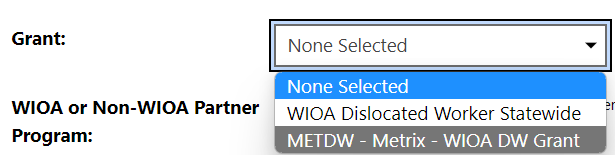 Grant:
None Selected
None Selected
WIOA or Non-WIOA Partner
WIOA Dislocated Worker Statewide
Program:
METDW - Metrix - WIOA DW Grant